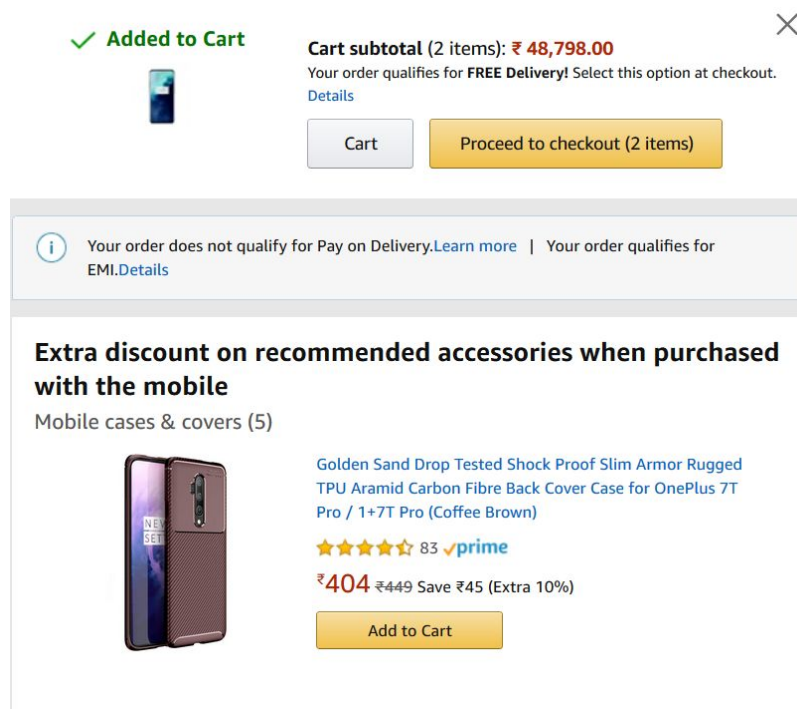 Added to Cart
Cart subtotal (2 items): ₹ 48,798.00
Your order qualifies for FREE Delivery! Select this option at checkout.
Details
Cart
Proceed to checkout (2 items)
Your order does not qualify for Pay on Delivery.Learn more | Your order qualifies for
EMI.Details
Extra discount on recommended accessories when purchased
with the mobile
Mobile cases & covers (5)
NEV
SET
Golden Sand Drop Tested Shock Proof Slim Armor Rugged
TPU Aramid Carbon Fibre Back Cover Case for OnePlus 7T
Pro / 1+7T Pro (Coffee Brown)
83 prime
₹404 ₹449 Save ₹45 (Extra 10%)
Add to Cart